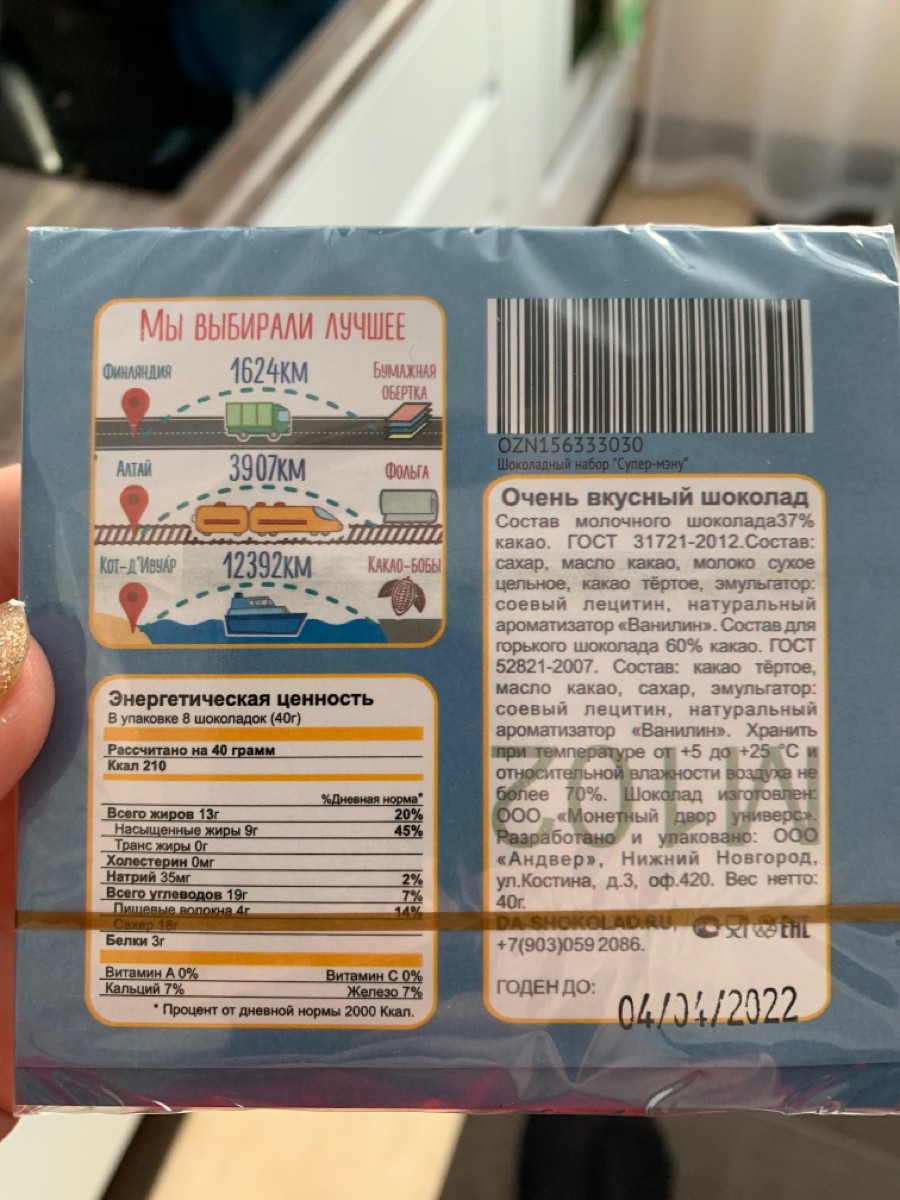 МЫ ВЫБИРАЛИ ЛУЧШЕЕ
ФИНЛЯНДИЯ
1624КМ
БУМАЖНАЯ
ОБЕРТКА
АЛТАЙ
3907КМ
ФОЛЬГА
КОТ-Д'ИВУАР
12392КМ
КАКАО-БОБЫ
Энергетическая ценность
В упаковке 8 шоколадок (40г)
Рассчитано на 40 грамм
Ккал 210
%Дневная норма*
Всего жиров 13г 20%
Насыщенные жиры 9г 45%
Транс жиры 0г
Холестерин 0мг
Натрий 35мг 2%
Всего углеводов 19г 7%
Пищевые волокна 4г 14%
Сахар 18г
Белки 3г
Витамин А 0% Витамин С 0%
Кальций 7% Железо 7%
* Процент от дневной нормы 2000 Ккал.
OZN156333030
Шоколадный набор "Супер-мэну"
Очень вкусный шоколад
Состав молочного шоколада37%
какао. ГОСТ 31721-2012.Состав:
сахар, масло какао, молоко сухое
цельное, какао тёртое, эмульгатор:
соевый лецитин, натуральный
ароматизатор «Ванилин». Состав для
горького шоколада 60% какао. ГОСТ
52821-2007. Состав: какао тёртое,
масло какао, сахар, эмульгатор:
соевый лецитин, натуральный
ароматизатор «Ванилин». Хранить
при температуре от +5 до +25 °С и
относительной влажности воздуха не
более 70%. Шоколад изготовлен:
ООО «Монетный двор универс».
Разработано и упаковано: ООО
«Андвер», Нижний Новгород,
ул.Костина, д.3, оф.420. Вес нетто:
40г.
DA-SHOKOLAD.RU, EAC
+7(903)059 2086.
ГОДЕН ДО:
04/04/2022